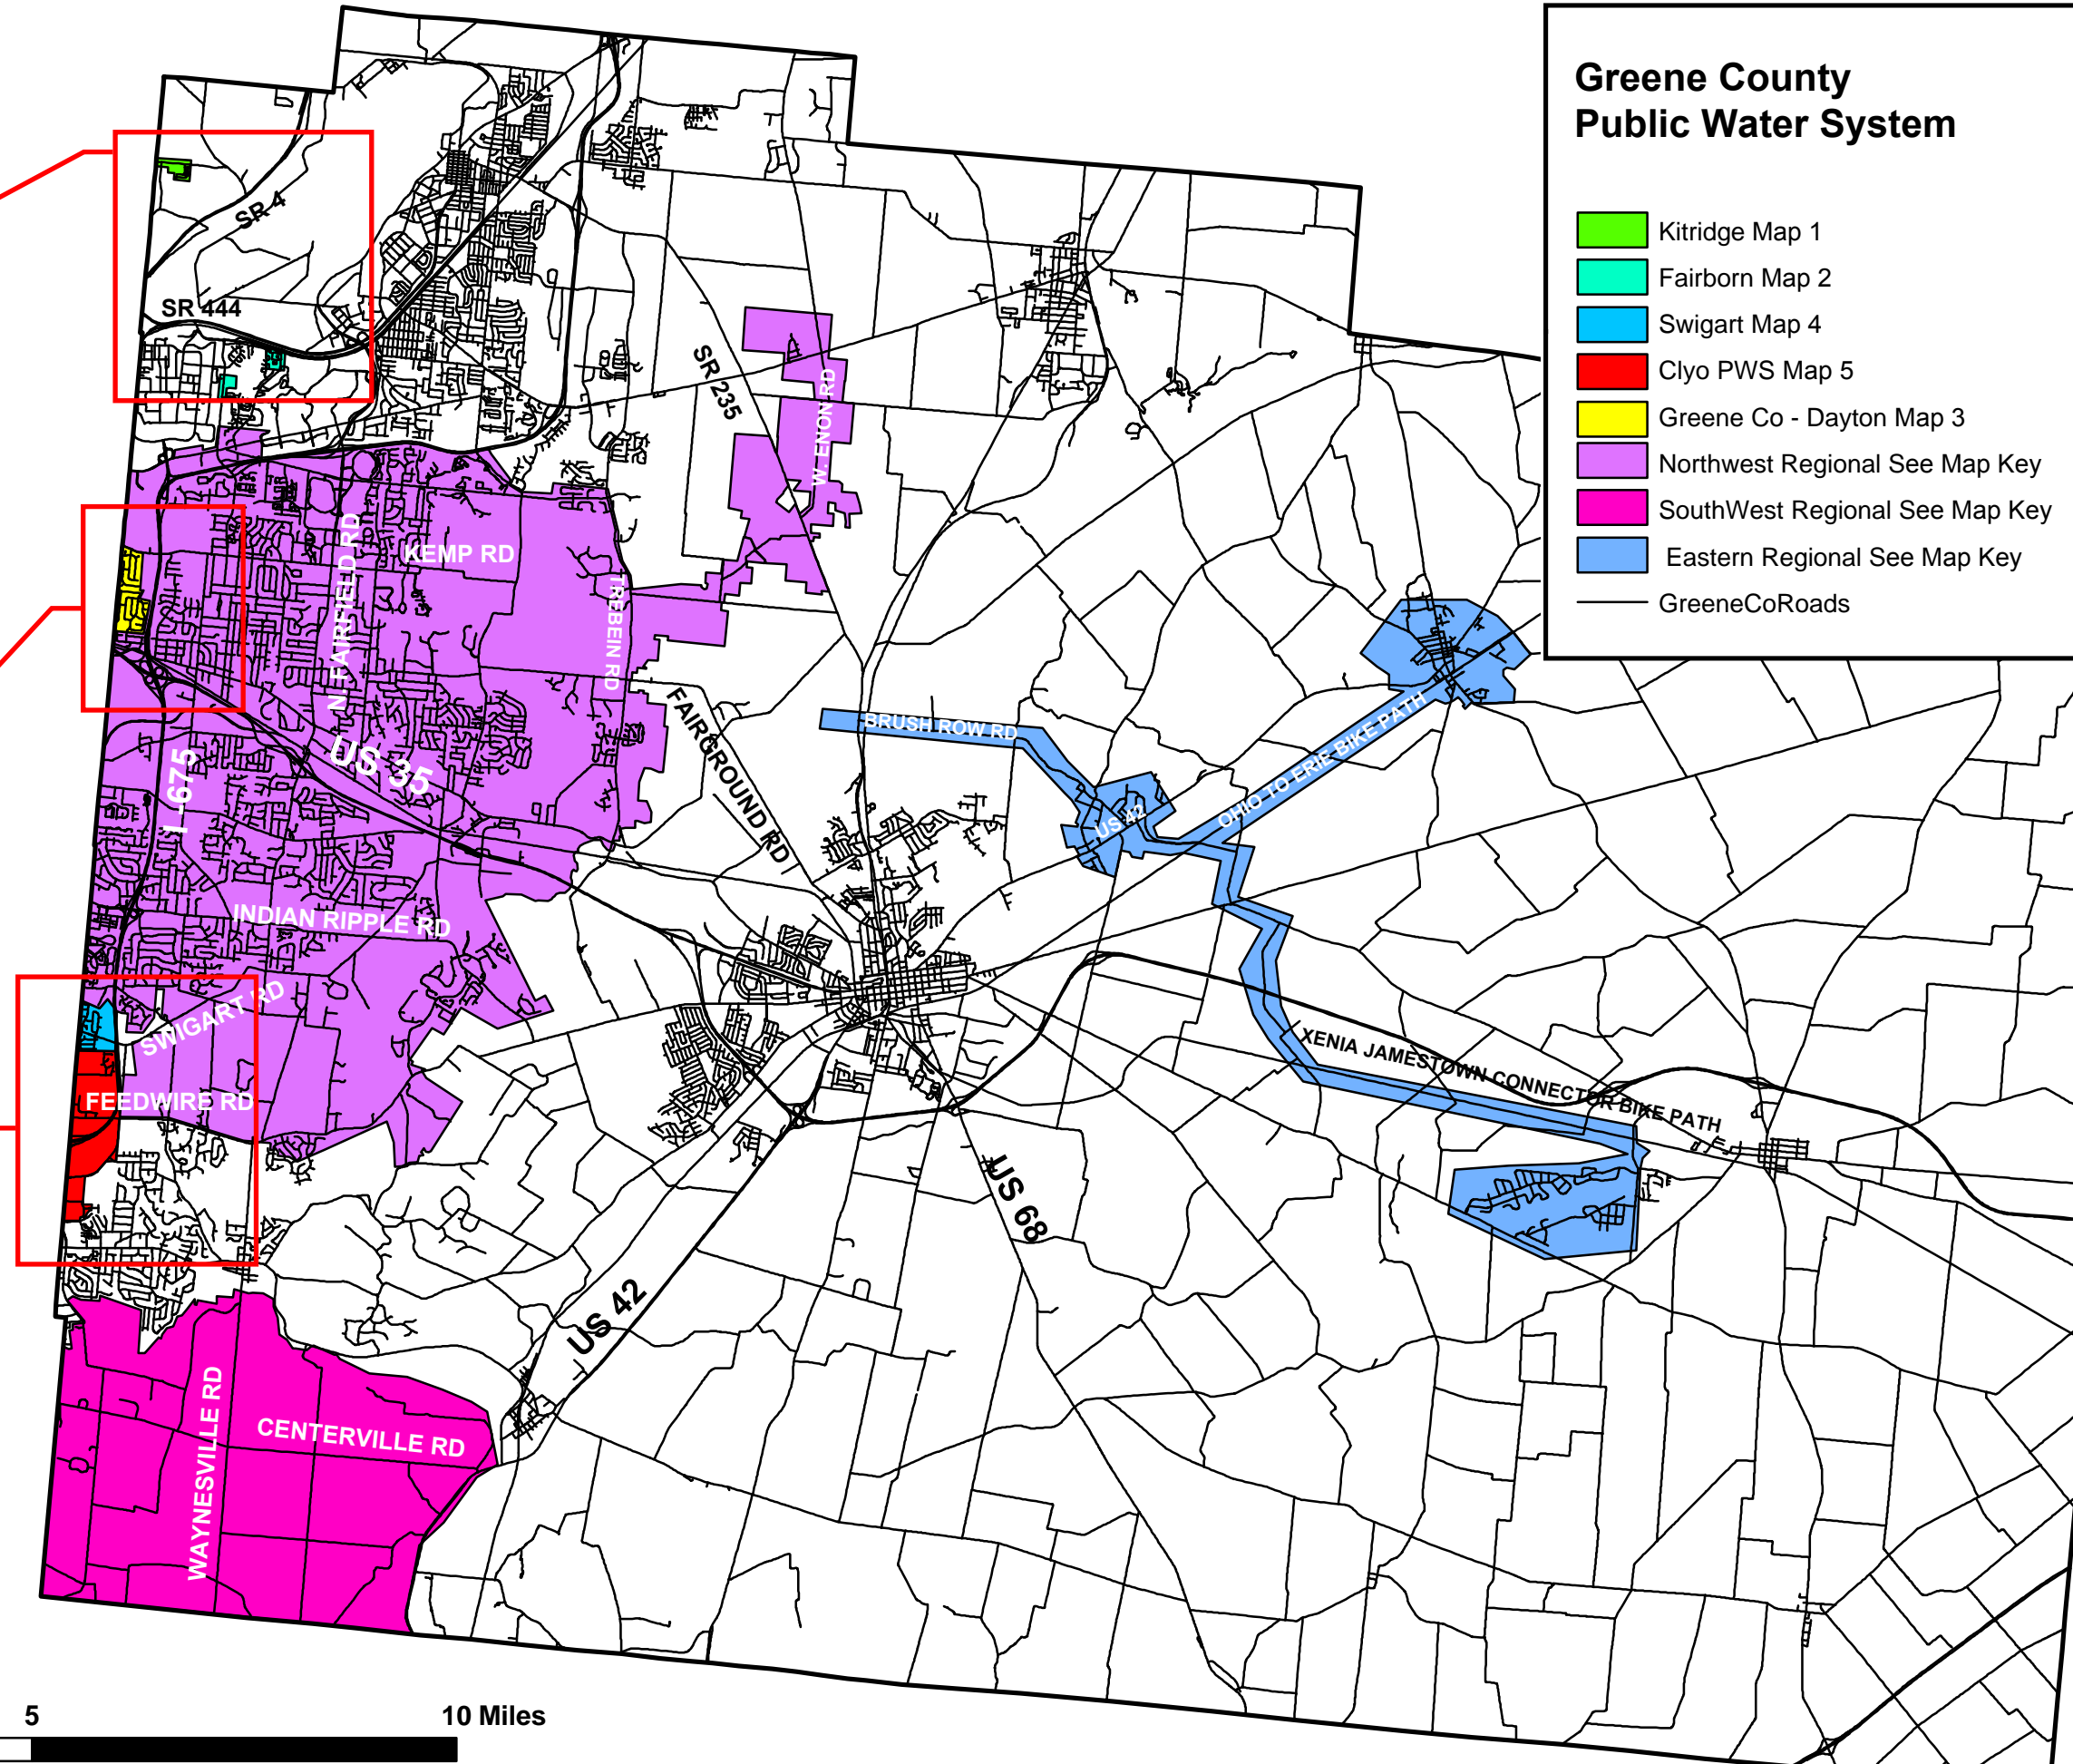 Greene County
Public Water System
Kitridge Map 1
Fairborn Map 2
Swigart Map 4
Clyo PWS Map 5
Greene Co - Dayton Map 3
Northwest Regional See Map Key
SouthWest Regional See Map Key
Eastern Regional See Map Key
GreeneCoRoads
SR 4
SR 444
SR 235
W. ENON RD
N. FAIRFIELD RD
KEMP RD
TREBEIN RD
FAIRGROUND RD
BRUSH ROW RD
OHIO TO ERIE BIKE PATH
US 42
US 35
I-675
INDIAN RIPPLE RD
SWIGART RD
FEEDWIRE RD
XENIA JAMESTOWN CONNECTOR BIKE PATH
US 68
US 42
WAYNESVILLE RD
CENTERVILLE RD
5
10 Miles